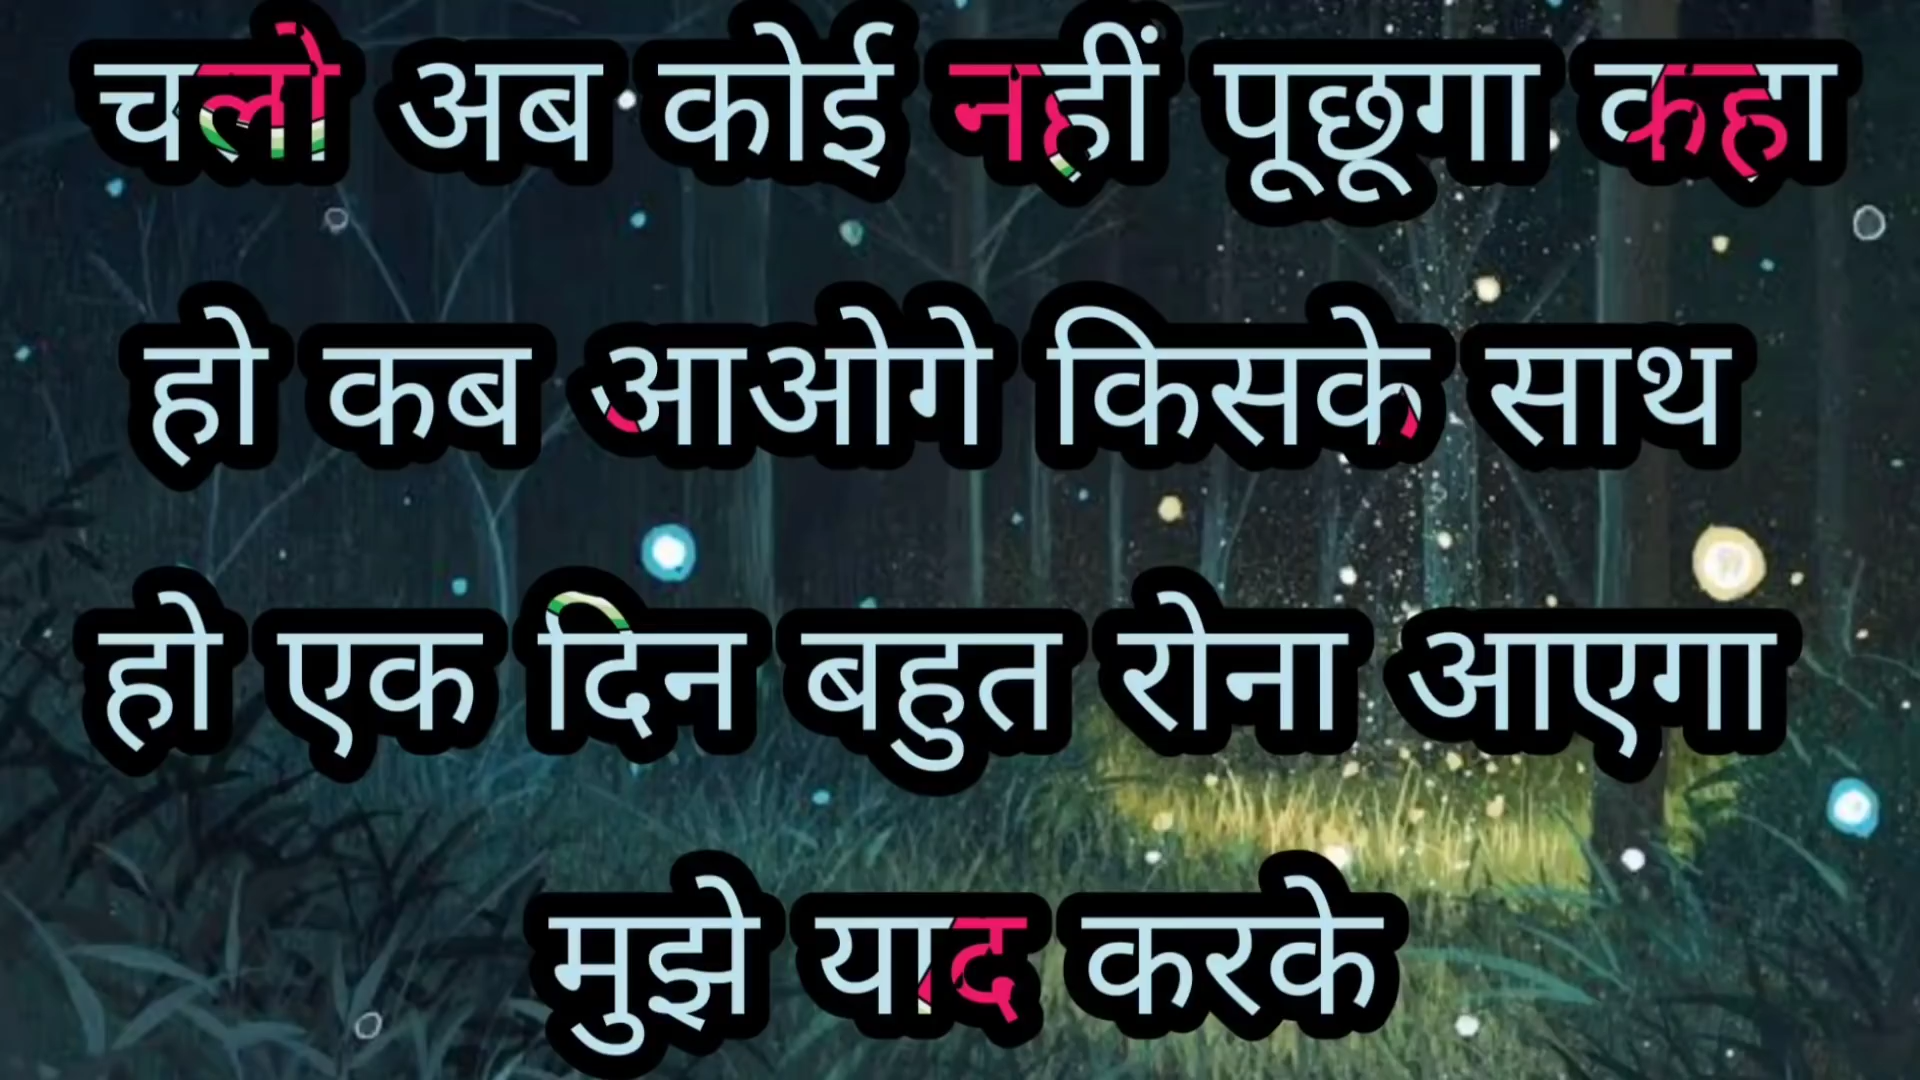 चलो अब कोई नहीं पूछूगा कहा
हो कब आओगे किसके साथ
हो एक दिन बहुत रोना आएगा
मुझे याद करके